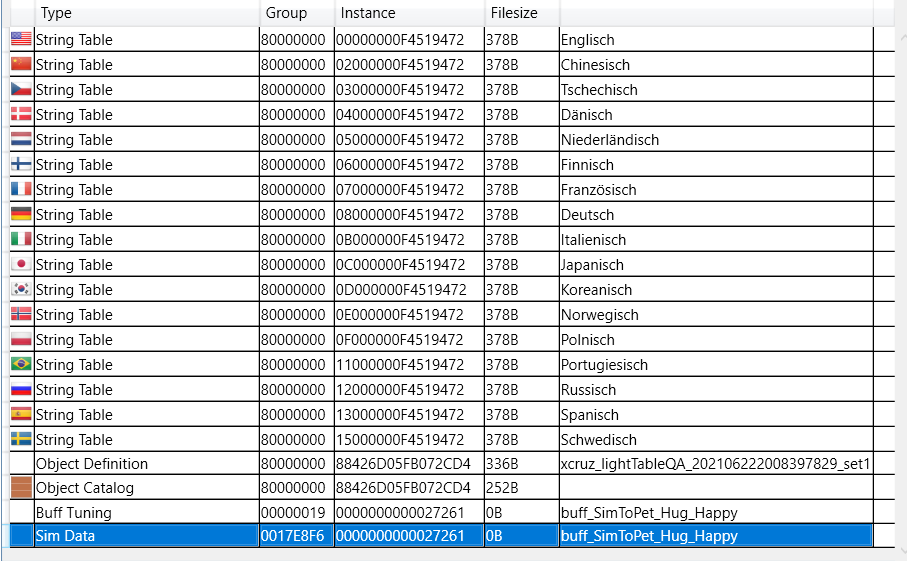 Type Group Instance Filesize
String Table 80000000 00000000F4519472 378B Englisch
String Table 80000000 02000000F4519472 378B Chinesisch
String Table 80000000 03000000F4519472 378B Tschechisch
String Table 80000000 04000000F4519472 378B Dänisch
String Table 80000000 05000000F4519472 378B Niederländisch
String Table 80000000 06000000F4519472 378B Finnisch
String Table 80000000 07000000F4519472 378B Französisch
String Table 80000000 08000000F4519472 378B Deutsch
String Table 80000000 0B000000F4519472 378B Italienisch
String Table 80000000 0C000000F4519472 378B Japanisch
String Table 80000000 0D000000F4519472 378B Koreanisch
String Table 80000000 0E000000F4519472 378B Norwegisch
String Table 80000000 0F000000F4519472 378B Polnisch
String Table 80000000 11000000F4519472 378B Portugiesisch
String Table 80000000 12000000F4519472 378B Russisch
String Table 80000000 13000000F4519472 378B Spanisch
String Table 80000000 15000000F4519472 378B Schwedisch
Object Definition 80000000 88426D05FB072CD4 336B xcruz_lightTableQA_202106222008397829_set1
Object Catalog 80000000 88426D05FB072CD4 252B
Buff Tuning 00000019 0000000000027261 0B buff_SimToPet_Hug_Happy
Sim Data 0017E8F6 0000000000027261 0B buff_SimToPet_Hug_Happy